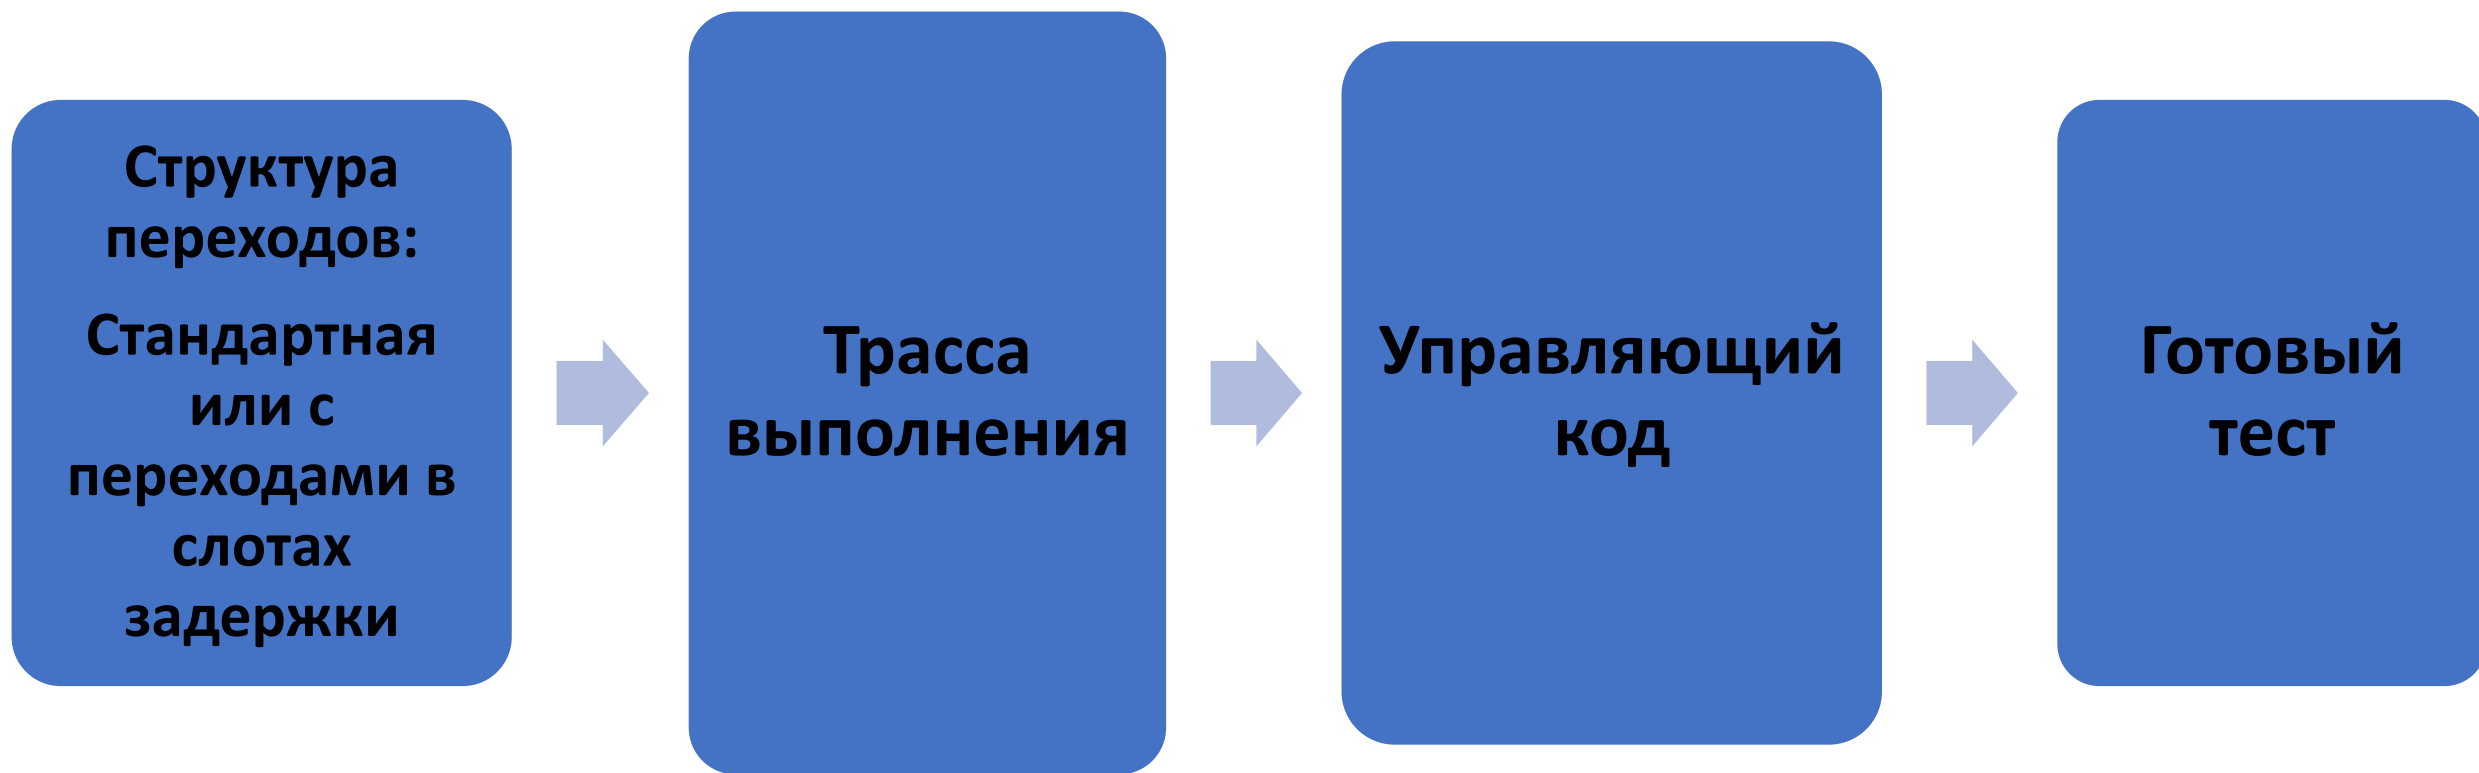 Структура
переходов:
Стандартная
или с
переходами в
слотах
задержки
Трасса
выполнения
Управляющий
код
Готовый
тест